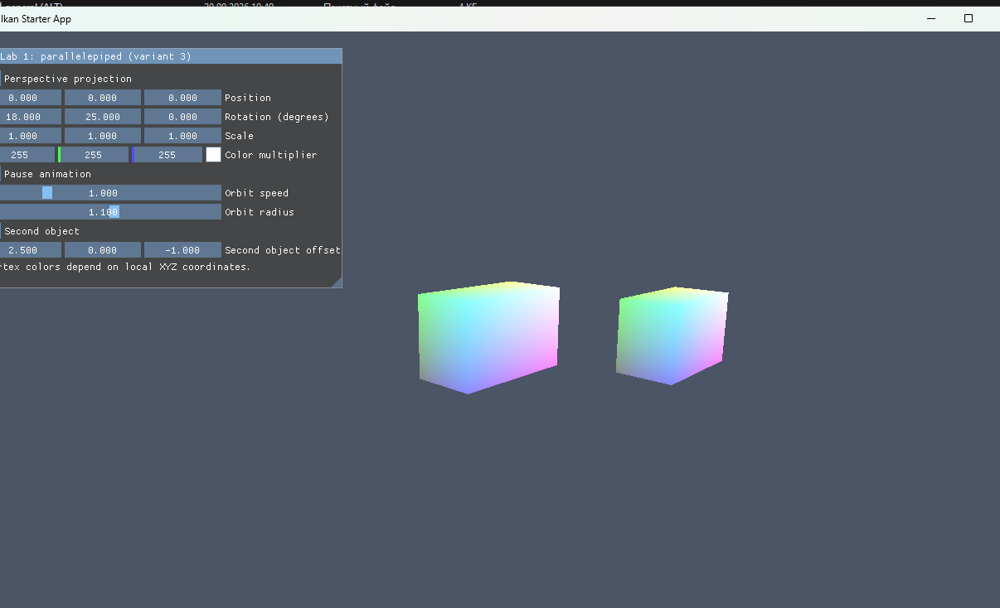 lkan Starter App
Lab 1: parallelepiped (variant 3)
Perspective projection
0.000 0.000 0.000 Position
18.000 25.000 0.000 Rotation (degrees)
1.000 1.000 1.000 Scale
255 255 255 Color multiplier
Pause animation
1.000 Orbit speed
1.100 Orbit radius
Second object
2.500 0.000 -1.000 Second object offset
rtex colors depend on local XYZ coordinates.